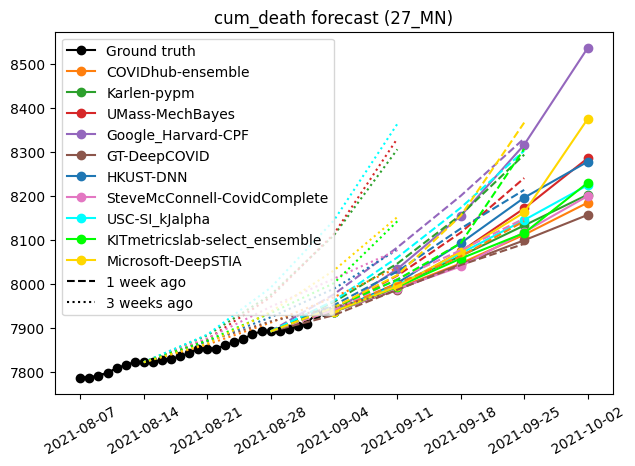 cum_death forecast (27_MN)
Ground truth
COVIDhub-ensemble
Karlen-pypm
UMass-MechBayes
Google_Harvard-CPF
GT-DeepCOVID
HKUST-DNN
SteveMcConnell-CovidComplete
USC-SI_kJalpha
KITmetricslab-select_ensemble
Microsoft-DeepSTIA
1 week ago
3 weeks ago
8500
8400
8300
8200
8100
8000
7900
7800
2021-08-07
2021-08-14
2021-08-21
2021-08-28
2021-09-04
2021-09-11
2021-09-18
2021-09-25
2021-10-02